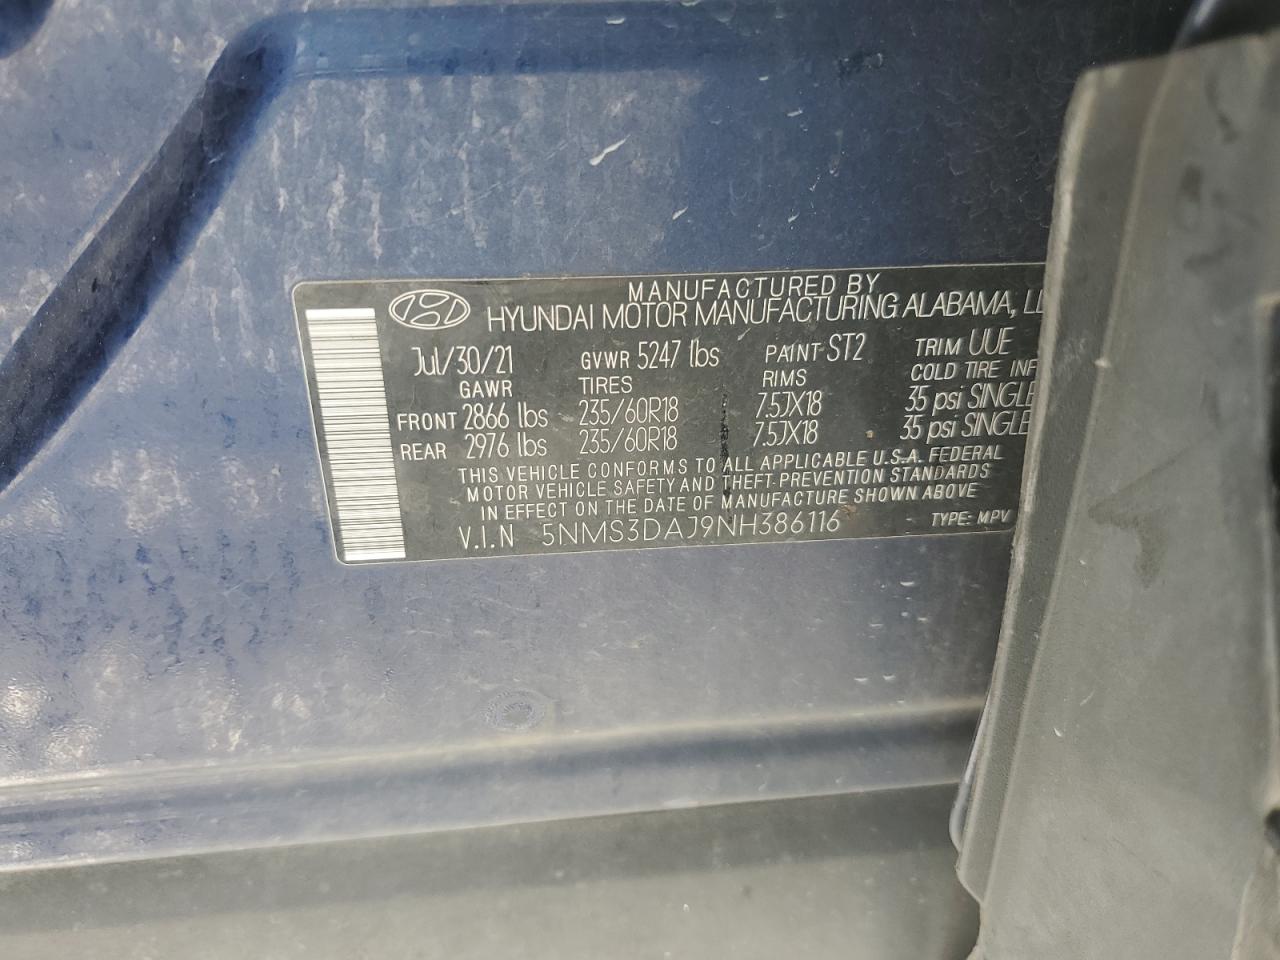 MANUFACTURED BY
HYUNDAI MOTOR MANUFACTURING ALABAMA,
Jul/30/21 GVWR 5247 lbs PAINT ST2 TRIM UUE
GAWR TIRES RIMS COLD TIRE INF
FRONT 2866 lbs 235/60R18 7.5JX18 35 psi SINGLE
REAR 2976 lbs 235/60R18 7.5JX18 35 psi SINGLE
THIS VEHICLE CONFORMS TO ALL APPLICABLE U.S.A. FEDERAL
MOTOR VEHICLE SAFETY AND THEFT PREVENTION STANDARDS
IN EFFECT ON THE DATE OF MANUFACTURE SHOWN ABOVE
V.I.N 5NMS3DAJ9NH386116 TYPE: MPV